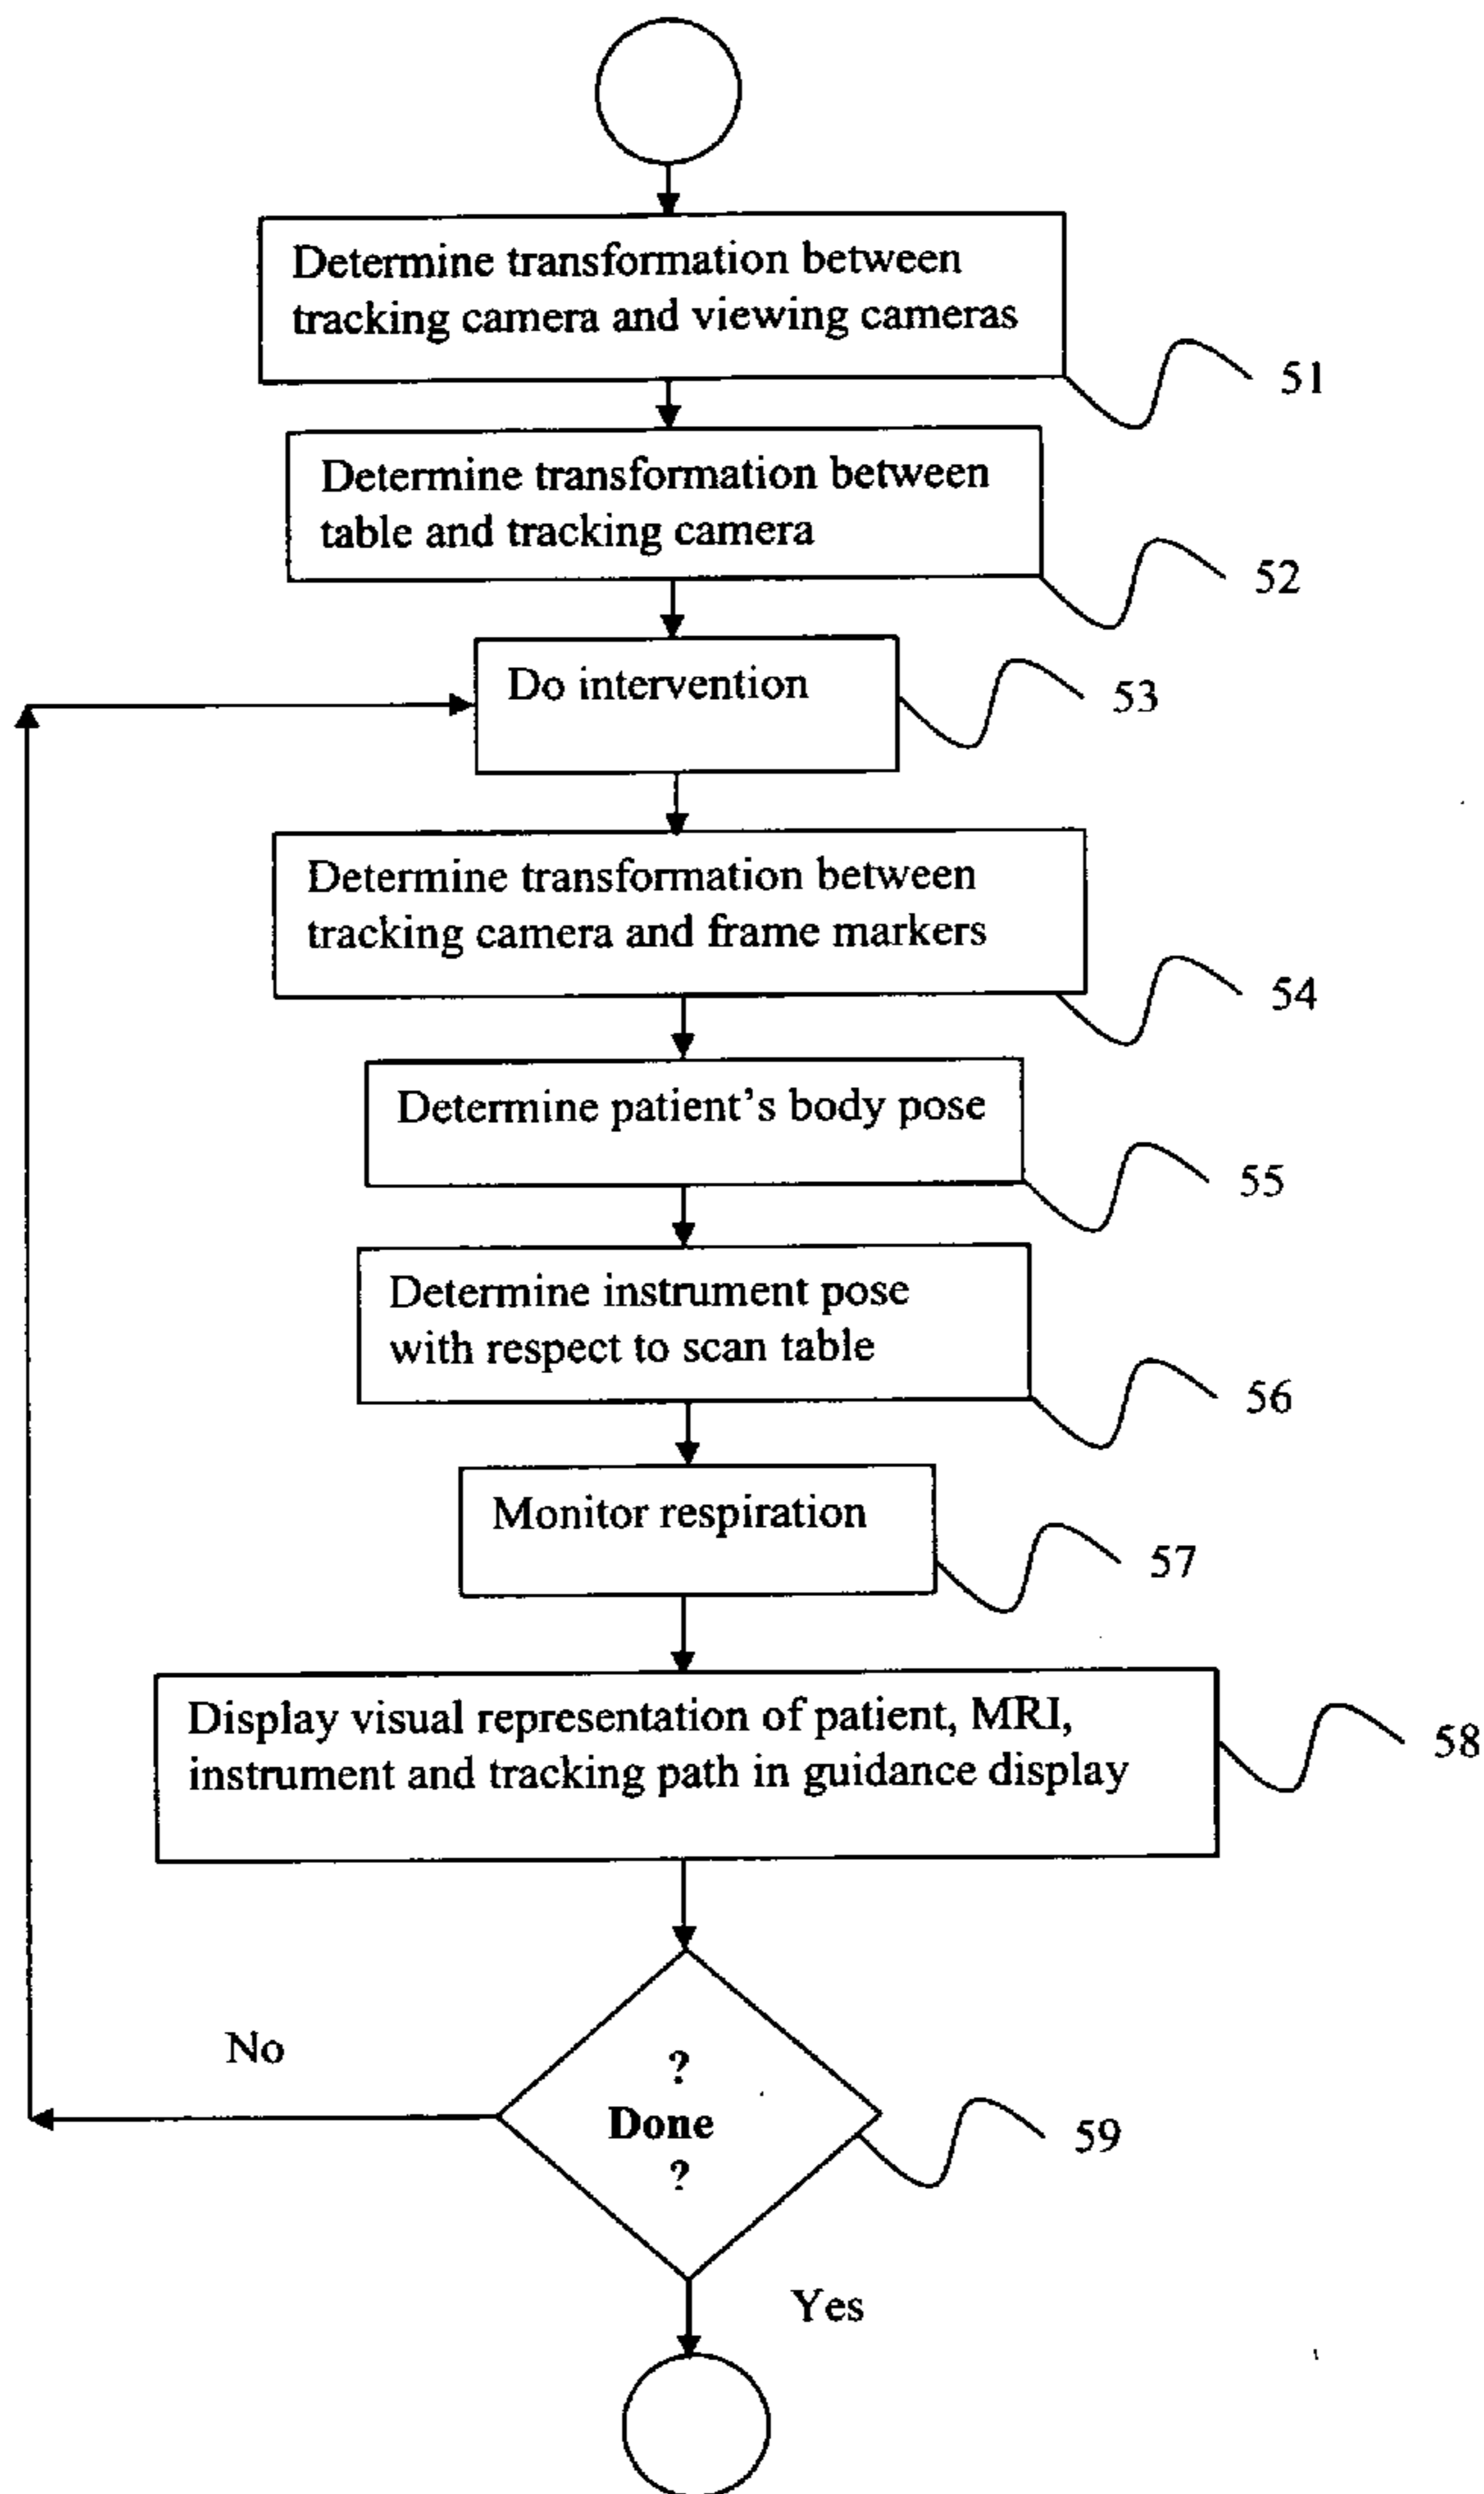 Determine transformation between
tracking camera and viewing cameras
51
Determine transformation between
table and tracking camera
52
Do intervention
53
Determine transformation between
tracking camera and frame markers
54
Determine patient's body pose
55
Determine instrument pose
with respect to scan table
56
Monitor respiration
57
Display visual representation of patient, MRI,
instrument and tracking path in guidance display
58
No
?
Done
?
59
Yes